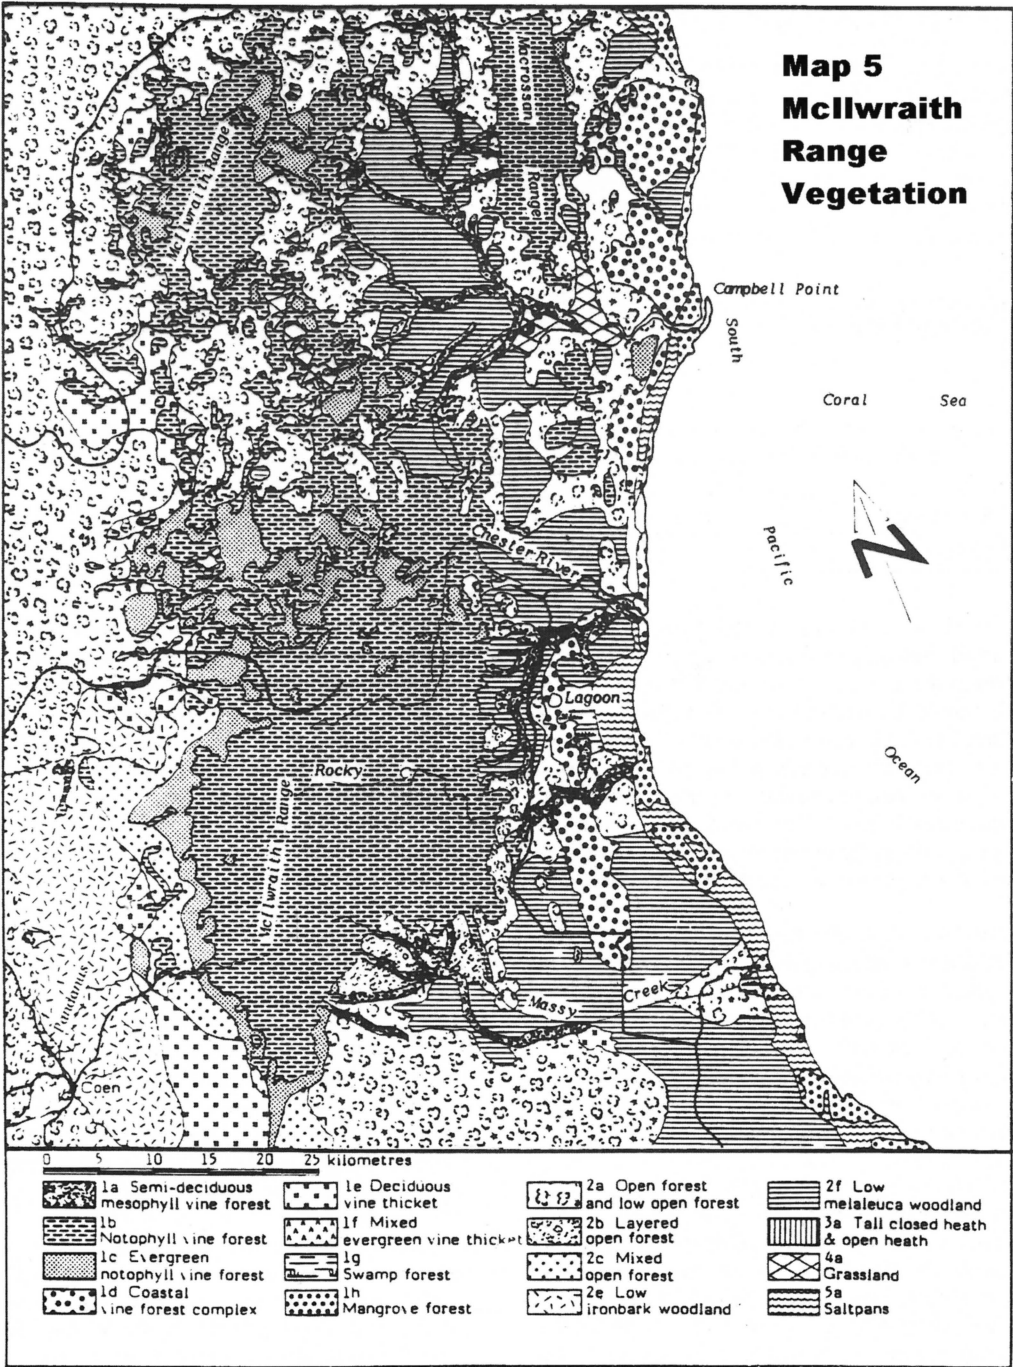 Map 5
McIlwraith
Range
Vegetation
McIlwraith Range
Macrossan
Range
Campbell Point
South
Coral Sea
Pacific
Ocean
N
Chester River
Lagoon
Rocky
McIlwraith Range
Massy
Creek
Coen
0 5 10 15 20 25 kilometres
1a Semi-deciduous
mesophyll vine forest
1b
Notophyll vine forest
1c Evergreen
notophyll vine forest
1d Coastal
vine forest complex
1e Deciduous
vine thicket
1f Mixed
evergreen vine thicket
1g
Swamp forest
1h
Mangrove forest
2a Open forest
and low open forest
2b Layered
open forest
2c Mixed
open forest
2e Low
ironbark woodland
2f Low
melaleuca woodland
3a Tall closed heath
& open heath
4a
Grassland
5a
Saltpans